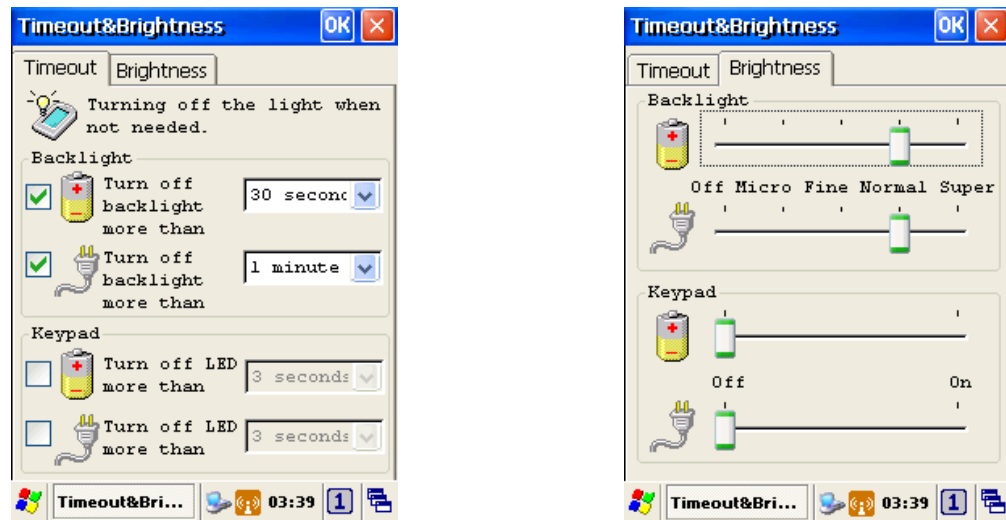 Timeout&Brightness OK
Timeout Brightness
Turning off the light when
not needed.
Backlight
Turn off
backlight
more than
30 secon
Turn off
backlight
more than
1 minute
Keypad
Turn off LED
more than
3 seconds
Turn off LED
more than
3 seconds
Timeout&Bri... 03:39 1
Timeout&Brightness OK
Timeout Brightness
Backlight
Off Micro Fine Normal Super
Keypad
Off On
Timeout&Bri... 03:39 1